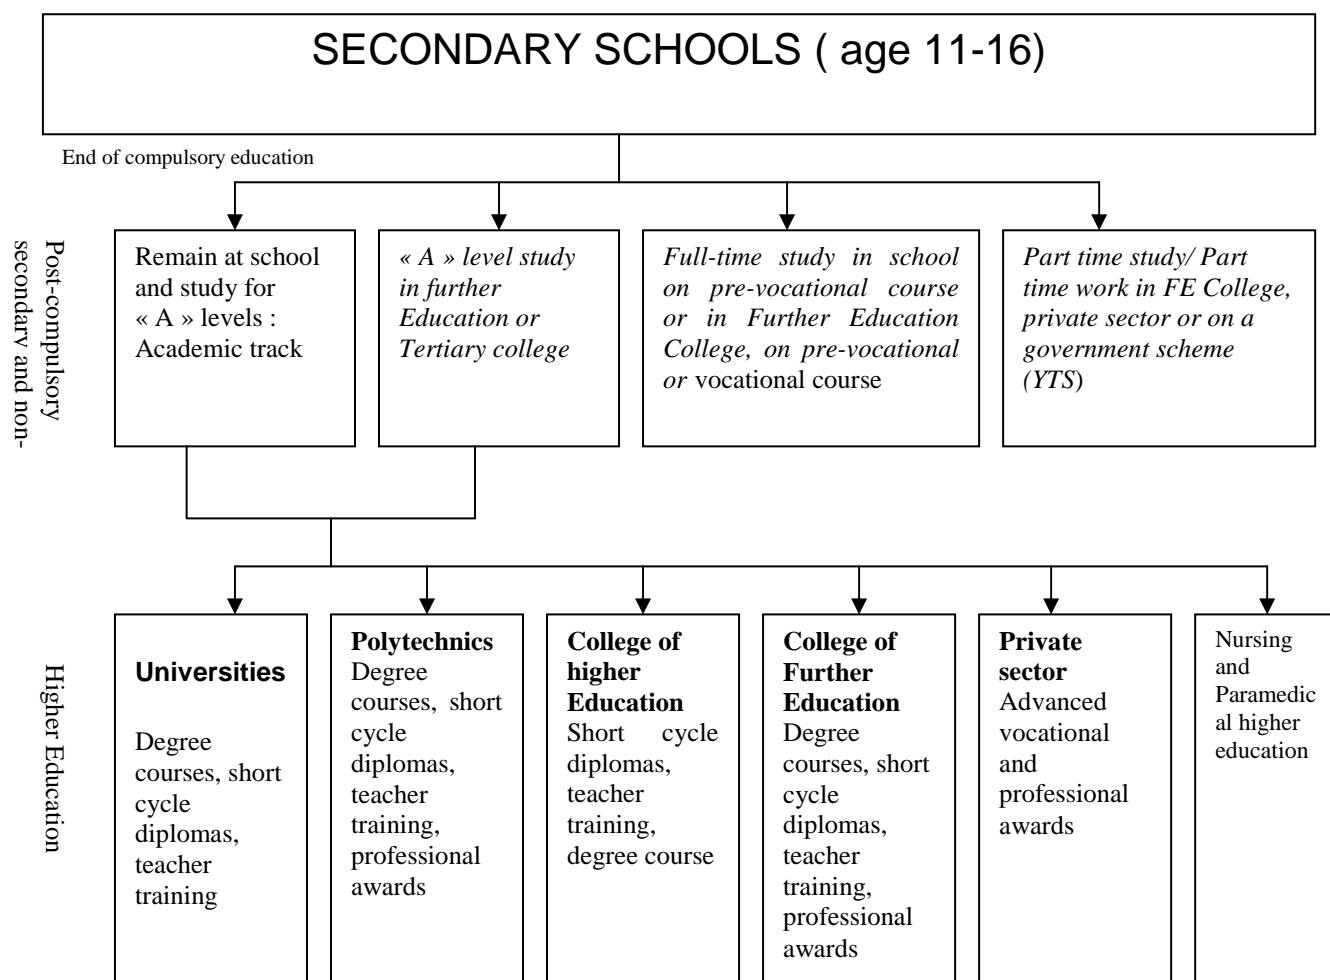 SECONDARY SCHOOLS ( age 11-16)
End of compulsory education
Post-compulsory
secondary and non-
Remain at school
and study for
« A » levels :
Academic track
« A » level study
in further
Education or
Tertiary college
Full-time study in school
on pre-vocational course
or in Further Education
College, on pre-vocational
or vocational course
Part time study/ Part
time work in FE College,
private sector or on a
government scheme
(YTS)
Higher Education
Universities
Degree
courses, short
cycle
diplomas,
teacher
training
Polytechnics
Degree
courses, short
cycle
diplomas,
teacher
training,
professional
awards
College of
higher
Education
Short cycle
diplomas,
teacher
training,
degree course
College of
Further
Education
Degree
courses, short
cycle
diplomas,
teacher
training,
professional
awards
Private
sector
Advanced
vocational
and
professional
awards
Nursing
and
Paramedic
al higher
education